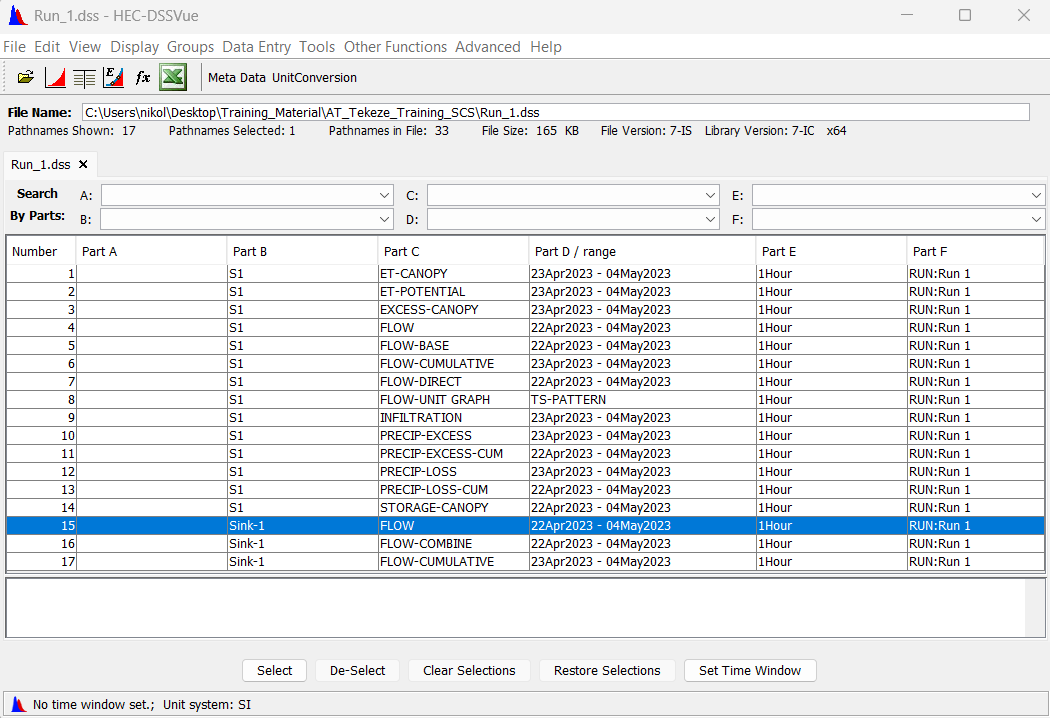 Run_1.dss - HEC-DSSVue
File Edit View Display Groups Data Entry Tools Other Functions Advanced Help
E fx X Meta Data UnitConversion
File Name: C:\Users\nikol\Desktop\Training_Material\AT_Tekeze_Training_SCS\Run_1.dss
Pathnames Shown: 17 Pathnames Selected: 1 Pathnames in File: 33 File Size: 165 KB File Version: 7-IS Library Version: 7-IC x64
Run_1.dss
Search A: C: E:
By Parts: B: D: F:
Number Part A Part B Part C Part D / range Part E Part F
1 S1 ET-CANOPY 23Apr2023 - 04May2023 1Hour RUN:Run 1
2 S1 ET-POTENTIAL 23Apr2023 - 04May2023 1Hour RUN:Run 1
3 S1 EXCESS-CANOPY 23Apr2023 - 04May2023 1Hour RUN:Run 1
4 S1 FLOW 22Apr2023 - 04May2023 1Hour RUN:Run 1
5 S1 FLOW-BASE 22Apr2023 - 04May2023 1Hour RUN:Run 1
6 S1 FLOW-CUMULATIVE 23Apr2023 - 04May2023 1Hour RUN:Run 1
7 S1 FLOW-DIRECT 22Apr2023 - 04May2023 1Hour RUN:Run 1
8 S1 FLOW-UNIT GRAPH TS-PATTERN 1Hour RUN:Run 1
9 S1 INFILTRATION 23Apr2023 - 04May2023 1Hour RUN:Run 1
10 S1 PRECIP-EXCESS 23Apr2023 - 04May2023 1Hour RUN:Run 1
11 S1 PRECIP-EXCESS-CUM 22Apr2023 - 04May2023 1Hour RUN:Run 1
12 S1 PRECIP-LOSS 23Apr2023 - 04May2023 1Hour RUN:Run 1
13 S1 PRECIP-LOSS-CUM 22Apr2023 - 04May2023 1Hour RUN:Run 1
14 S1 STORAGE-CANOPY 22Apr2023 - 04May2023 1Hour RUN:Run 1
15 Sink-1 FLOW 22Apr2023 - 04May2023 1Hour RUN:Run 1
16 Sink-1 FLOW-COMBINE 22Apr2023 - 04May2023 1Hour RUN:Run 1
17 Sink-1 FLOW-CUMULATIVE 22Apr2023 - 04May2023 1Hour RUN:Run 1
Select De-Select Clear Selections Restore Selections Set Time Window
No time window set.; Unit system: SI